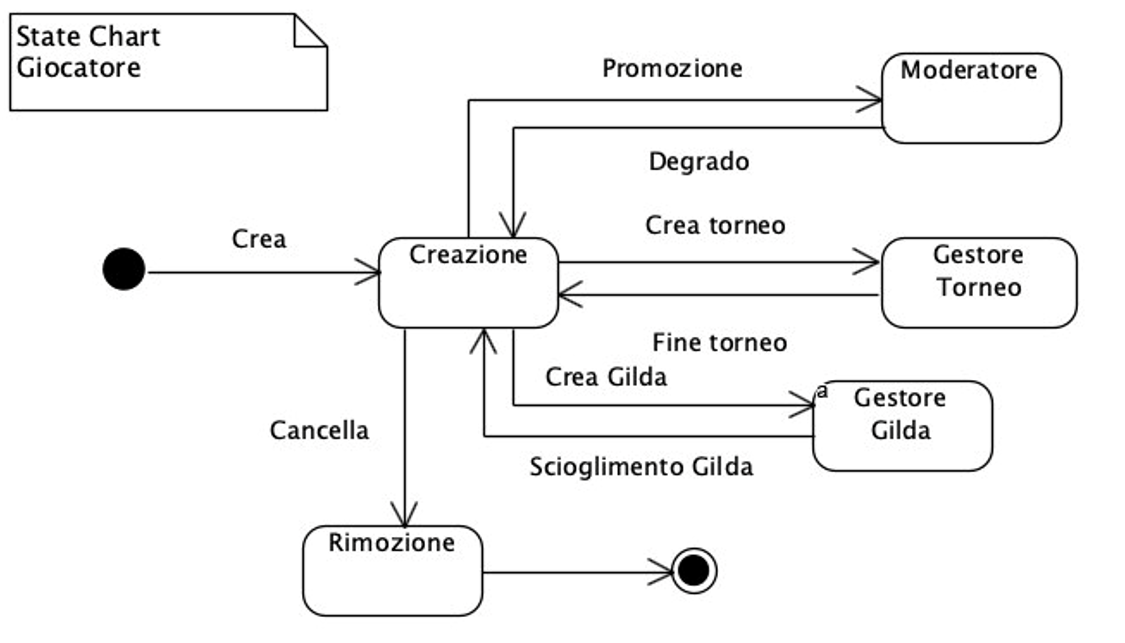 State Chart
Giocatore
Promozione
Moderatore
Degrado
Crea torneo
Crea
Creazione
Gestore
Torneo
Fine torneo
Crea Gilda
a
Gestore
Gilda
Cancella
Scioglimento Gilda
Rimozione